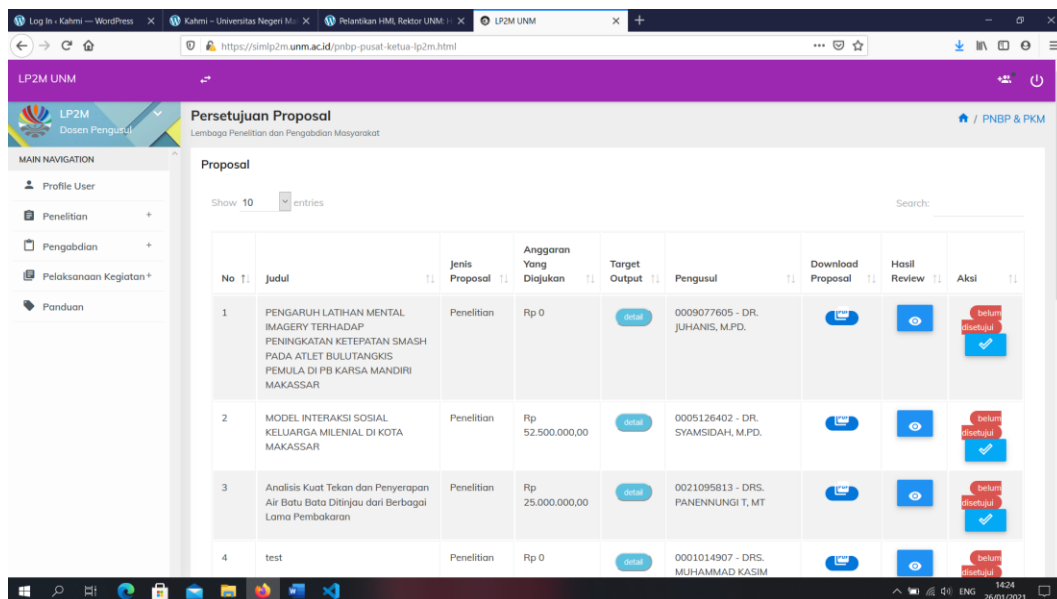 Log In ‹ Kahmi — WordPress
Kahmi – Universitas Negeri Ma
Pelantikan HMI, Rektor UNM: H
LP2M UNM
https://simlp2m.unm.ac.id/pnbp-pusat-ketua-lp2m.html
LP2M UNM
LP2M
Dosen Pengusul
MAIN NAVIGATION
Profile User
Penelitian +
Pengabdian +
Pelaksanaan Kegiatan +
Panduan
Persetujuan Proposal
Lembaga Penelitian dan Pengabdian Masyarakat
/ PNBP & PKM
Proposal
Show 10 entries
Search:
No
Judul
Jenis
Proposal
Anggaran
Yang
Diajukan
Target
Output
Pengusul
Download
Proposal
Hasil
Review
Aksi
1
PENGARUH LATIHAN MENTAL
IMAGERY TERHADAP
PENINGKATAN KETEPATAN SMASH
PADA ATLET BULUTANGKIS
PEMULA DI PB KARSA MANDIRI
MAKASSAR
Penelitian
Rp 0
detail
0009077605 - DR.
JUHANIS, M.PD.
belum
disetujui
2
MODEL INTERAKSI SOSIAL
KELUARGA MILENIAL DI KOTA
MAKASSAR
Penelitian
Rp
52.500.000,00
detail
0005126402 - DR.
SYAMSIDAH, M.PD.
belum
disetujui
3
Analisis Kuat Tekan dan Penyerapan
Air Batu Bata Ditinjau dari Berbagai
Lama Pembakaran
Penelitian
Rp
25.000.000,00
detail
0021095813 - DRS.
PANENNUNGI T, MT
belum
disetujui
4
test
Penelitian
Rp 0
detail
0001014907 - DRS.
MUHAMMAD KASIM
belum
disetujui
ENG
14:24
26/01/2021